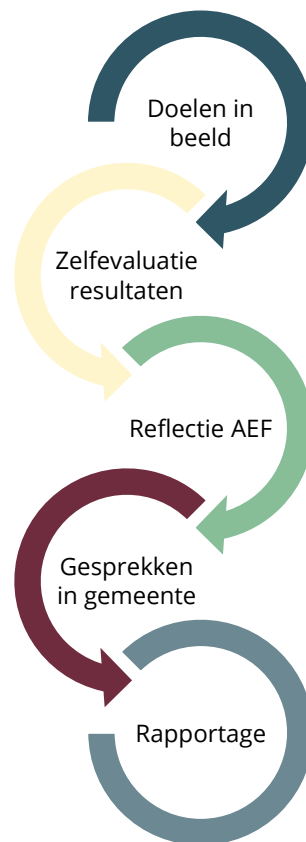 Doelen in
beeld
Zelfevaluatie
resultaten
Reflectie AEF
Gesprekken
in gemeente
Rapportage